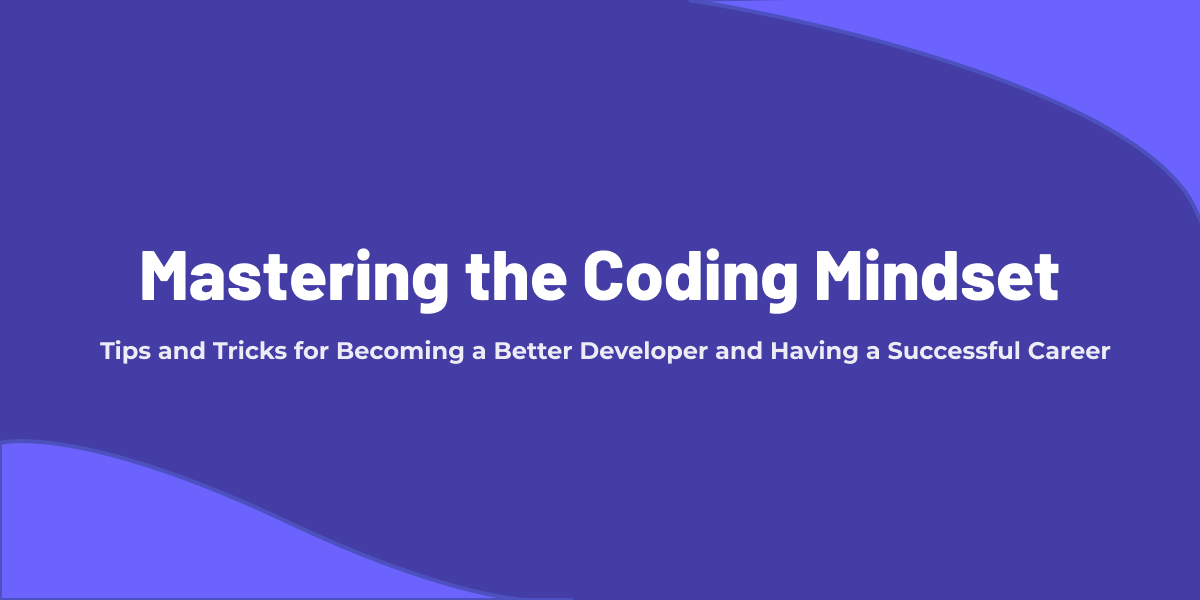 Mastering the Coding Mindset
Tips and Tricks for Becoming a Better Developer and Having a Successful Career